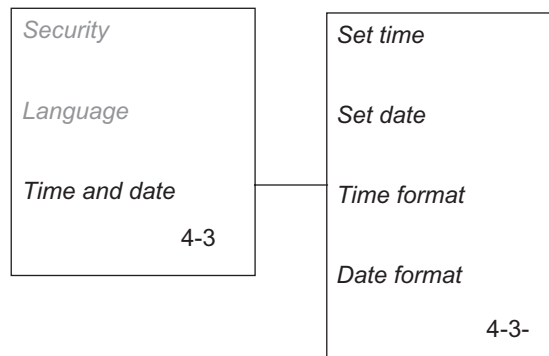 Security
Language
Time and date
4-3
Set time
Set date
Time format
Date format
4-3-